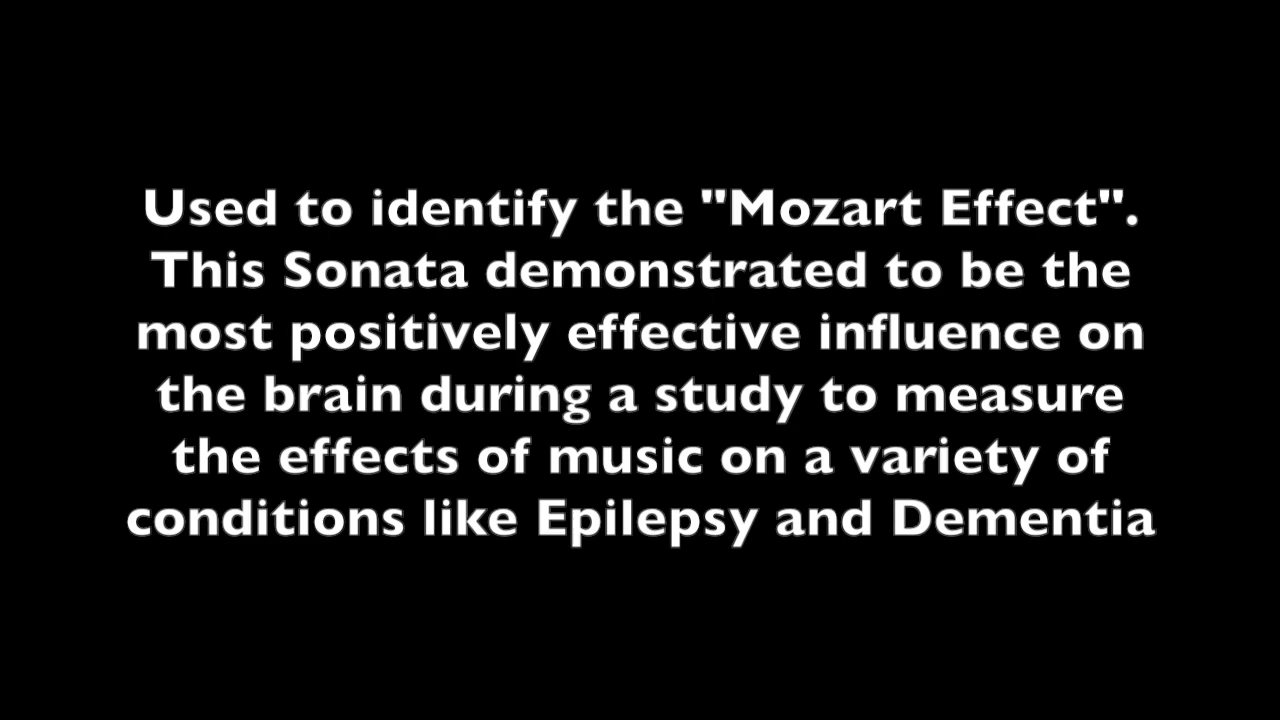 Used to identify the "Mozart Effect".
This Sonata demonstrated to be the
most positively effective influence on
the brain during a study to measure
the effects of music on a variety of
conditions like Epilepsy and Dementia